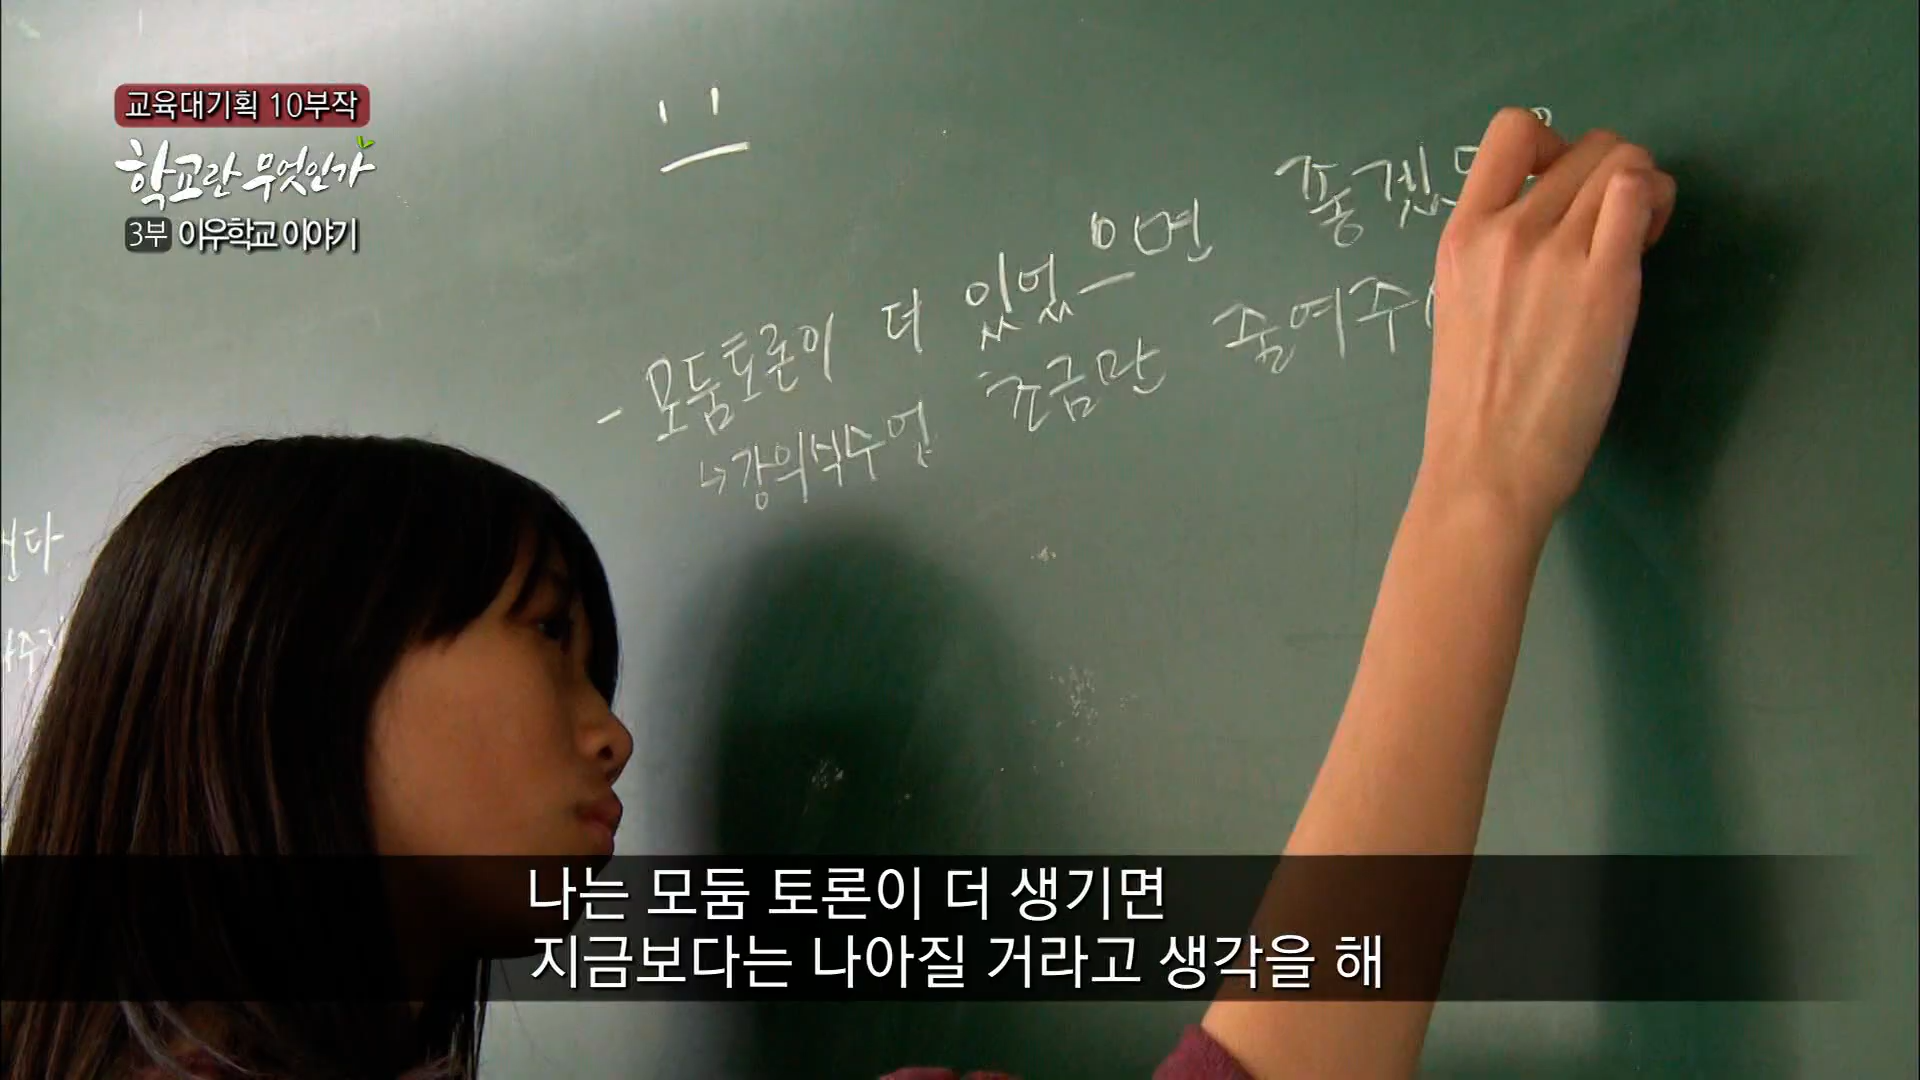 교육대기획 10부작
학교란 무엇인가
3부 이우학교 이야기
- 모둠토론이 더 있었으면 좋겠
↳강의식수업 조금만 줄여주
나는 모둠 토론이 더 생기면
지금보다는 나아질 거라고 생각을 해